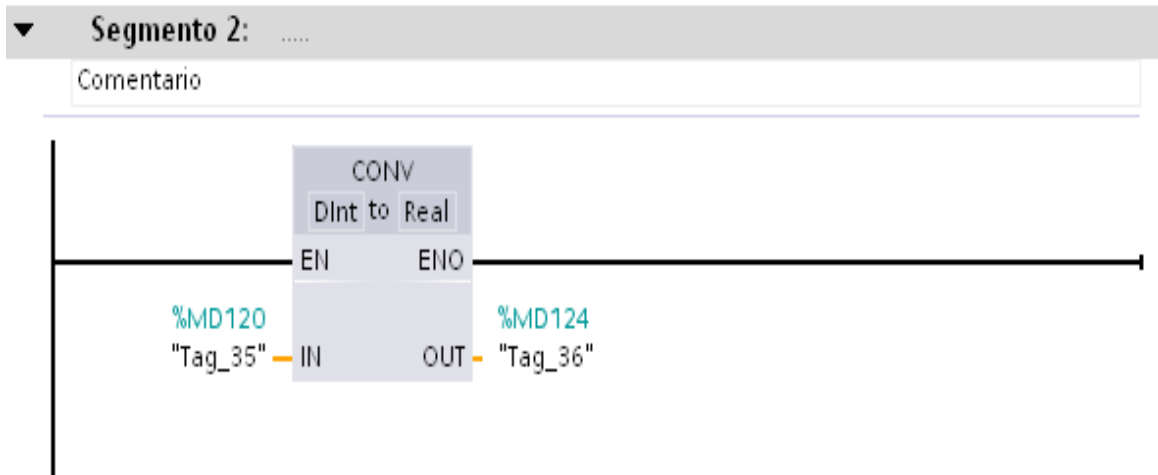 Segmento 2: .....
Comentario
CONV
DInt to Real
EN ENO
%MD120 %MD124
"Tag_35" IN OUT "Tag_36"